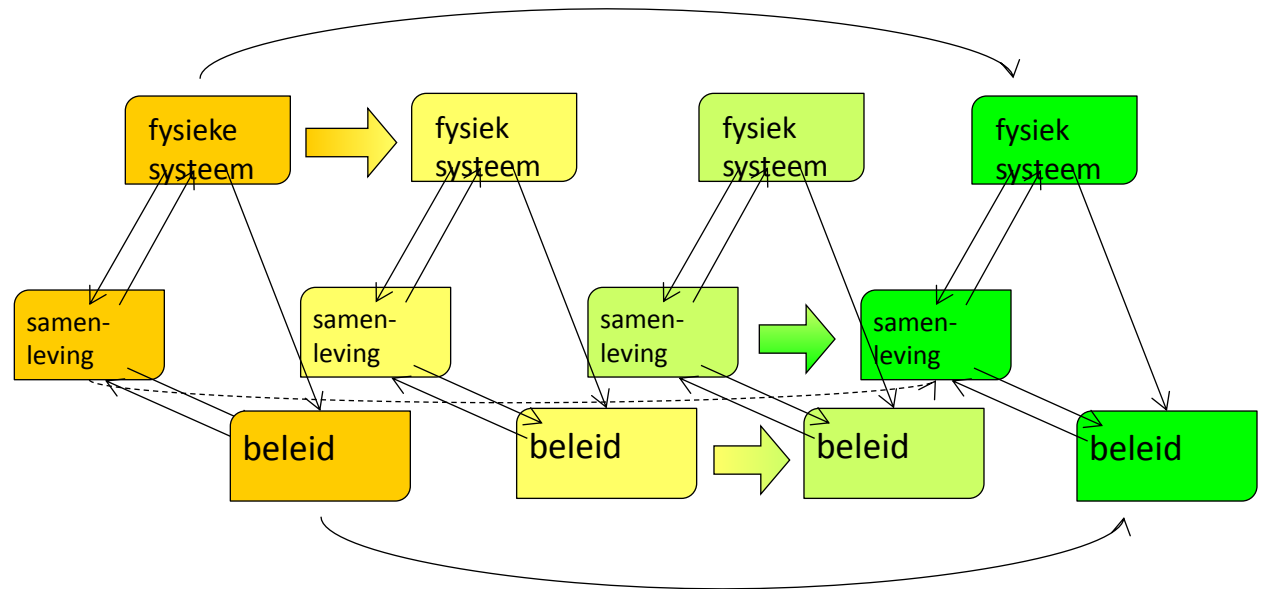 fysieke
systeem
fysiek
systeem
fysiek
systeem
fysiek
systeem
samen-
leving
samen-
leving
samen-
leving
samen-
leving
beleid
beleid
beleid
beleid